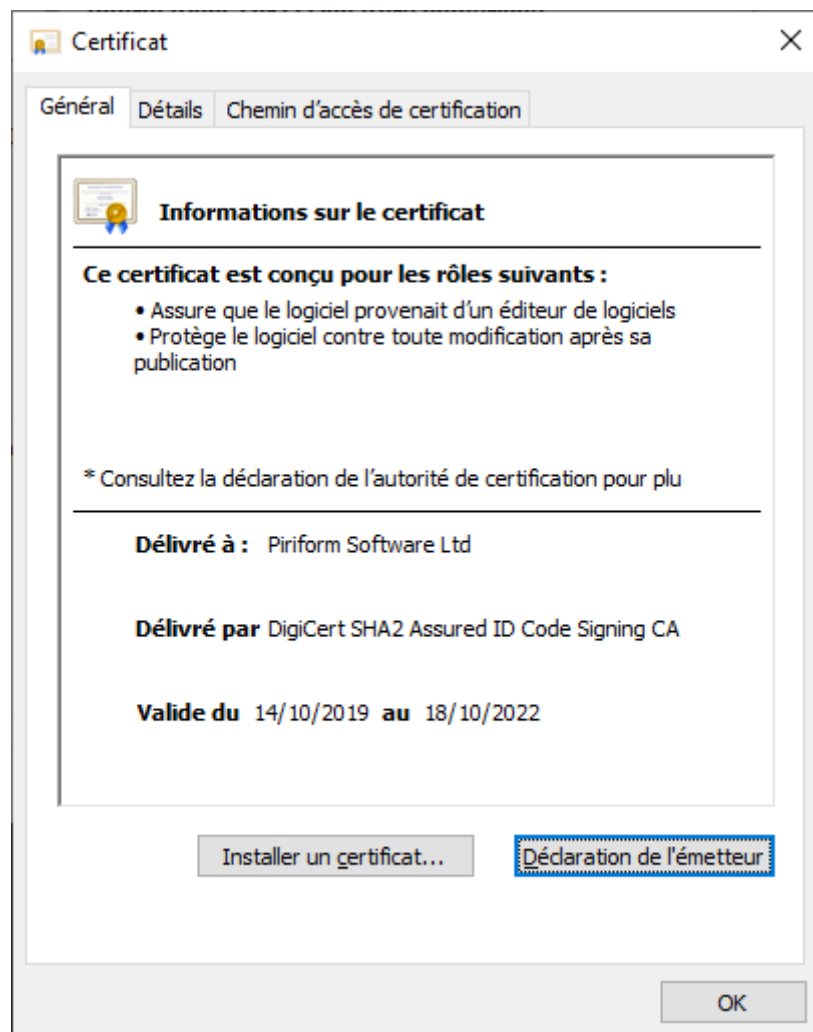 Certificat
Général
Détails
Chemin d'accès de certification
Informations sur le certificat
Ce certificat est conçu pour les rôles suivants :
• Assure que le logiciel provenait d'un éditeur de logiciels
• Protège le logiciel contre toute modification après sa
publication
* Consultez la déclaration de l'autorité de certification pour plu
Délivré à : Piriform Software Ltd
Délivré par DigiCert SHA2 Assured ID Code Signing CA
Valide du 14/10/2019 au 18/10/2022
Installer un certificat...
Déclaration de l'émetteur
OK